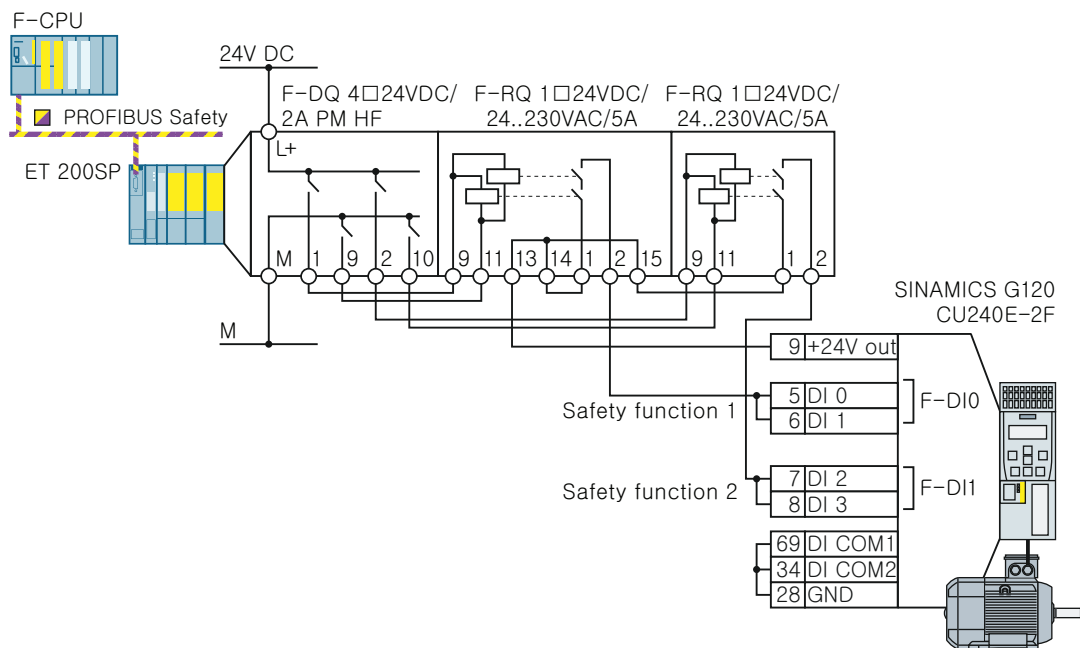 F-CPU
24V DC
F-DQ 4□24VDC/
2A PM HF
F-RQ 1□24VDC/
24..230VAC/5A
F-RQ 1□24VDC/
24..230VAC/5A
PROFIBUS Safety
L+
ET 200SP
M 1 9 2 10 9 11 13 14 1 2 15 9 11 1 2
M
SINAMICS G120
CU240E-2F
9 +24V out
Safety function 1
5 DI 0
6 DI 1
F-DI0
Safety function 2
7 DI 2
8 DI 3
F-DI1
69 DI COM1
34 DI COM2
28 GND